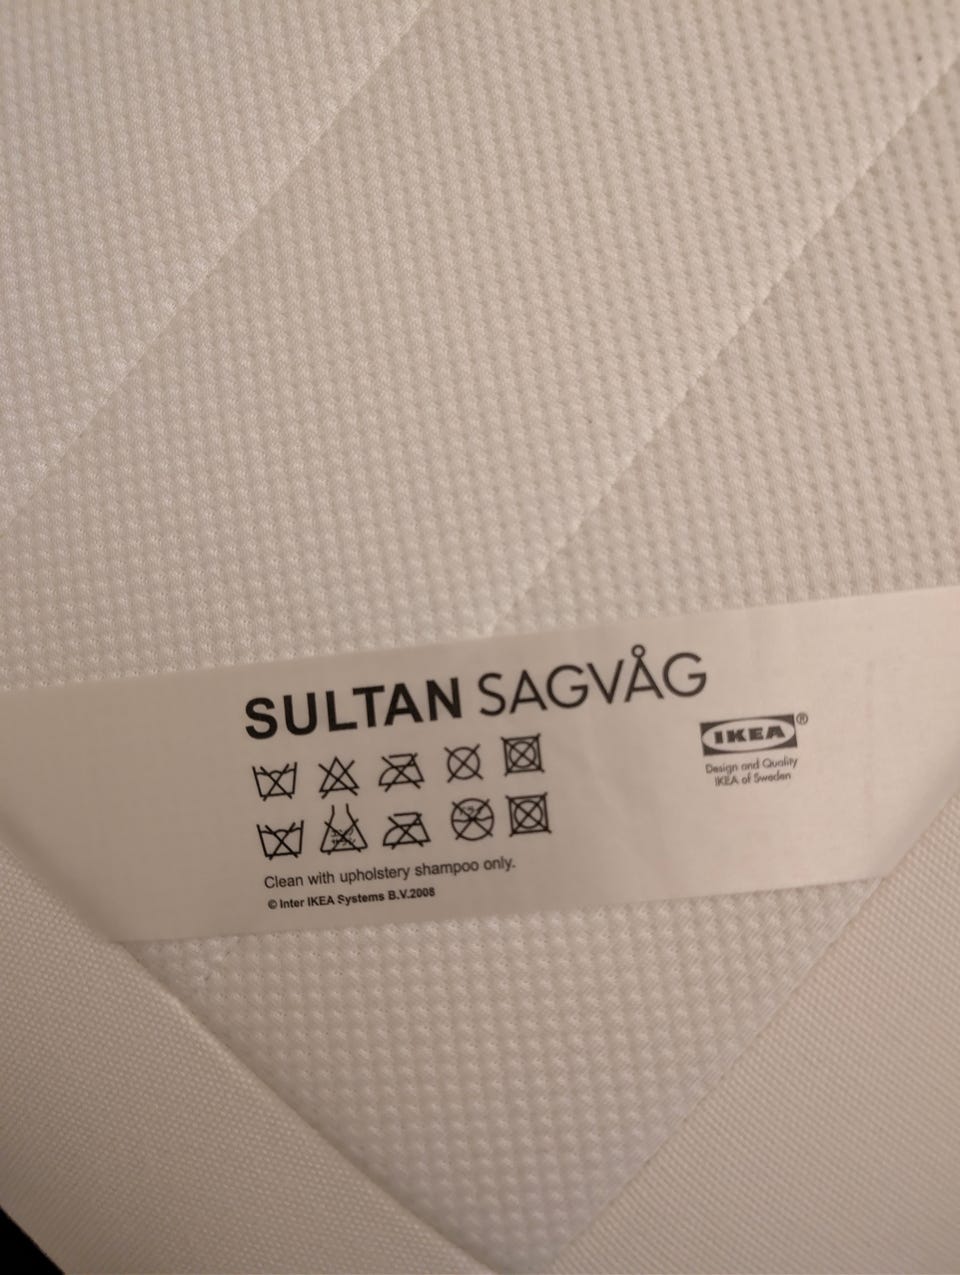 SULTAN SAGVÅG
IKEA®
Design and Quality
IKEA of Sweden
Clean with upholstery shampoo only.
© Inter IKEA Systems B.V.2008